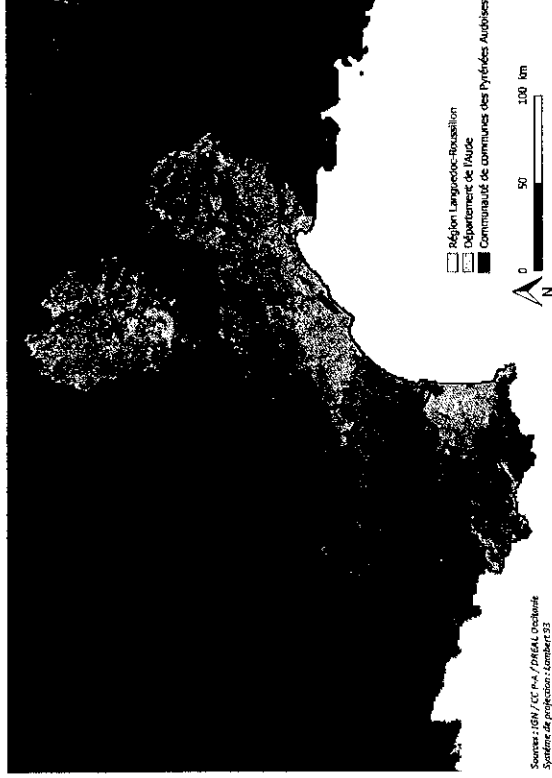 Région Languedoc-Roussillon
Département de l'Aude
Communauté de communes des Pyrénées Audoises
0 50 100 km
N
Sources : IGN / CC P-A / DREAL Occitanie
Système de projection : Lambert 93